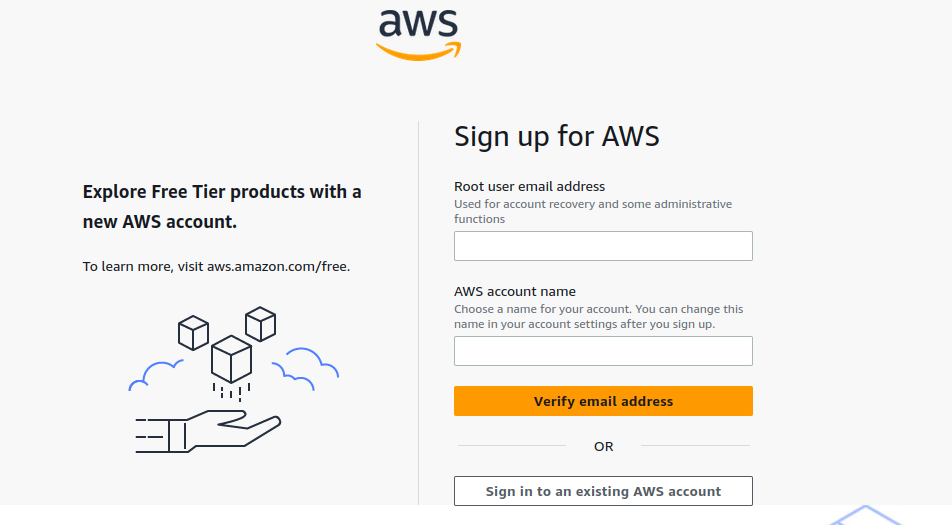 aws
Explore Free Tier products with a
new AWS account.
To learn more, visit aws.amazon.com/free.
Sign up for AWS
Root user email address
Used for account recovery and some administrative
functions
AWS account name
Choose a name for your account. You can change this
name in your account settings after you sign up.
Verify email address
OR
Sign in to an existing AWS account